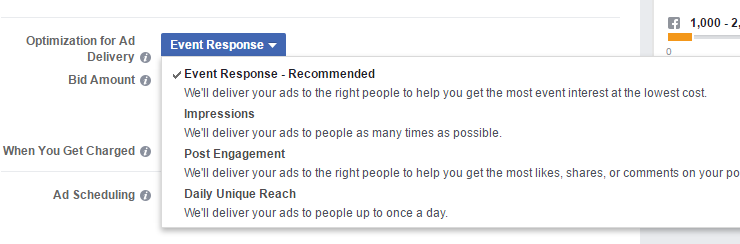 Optimization for Ad
Delivery
Event Response
Bid Amount
Event Response - Recommended
We'll deliver your ads to the right people to help you get the most event interest at the lowest cost.
Impressions
We'll deliver your ads to people as many times as possible.
When You Get Charged
Post Engagement
We'll deliver your ads to the right people to help you get the most likes, shares, or comments on your po
Ad Scheduling
Daily Unique Reach
We'll deliver your ads to people up to once a day.
1,000 - 2,
0